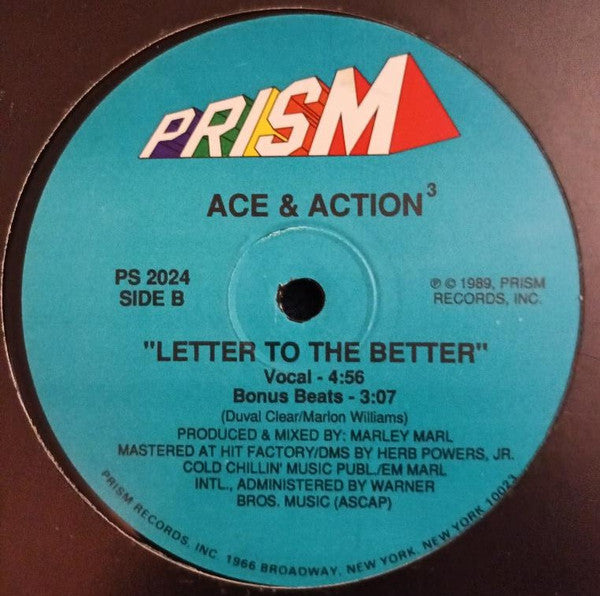 PRISM
ACE & ACTION³
PS 2024
SIDE B
℗ © 1989, PRISM
RECORDS, INC.
"LETTER TO THE BETTER"
Vocal - 4:56
Bonus Beats - 3:07
(Duval Clear/Marlon Williams)
PRODUCED & MIXED BY: MARLEY MARL
MASTERED AT HIT FACTORY/DMS BY HERB POWERS, JR.
COLD CHILLIN' MUSIC PUBL./EM MARL
INTL., ADMINISTERED BY WARNER
BROS. MUSIC (ASCAP)
PRISM RECORDS, INC. 1966 BROADWAY, NEW YORK, NEW YORK 10023